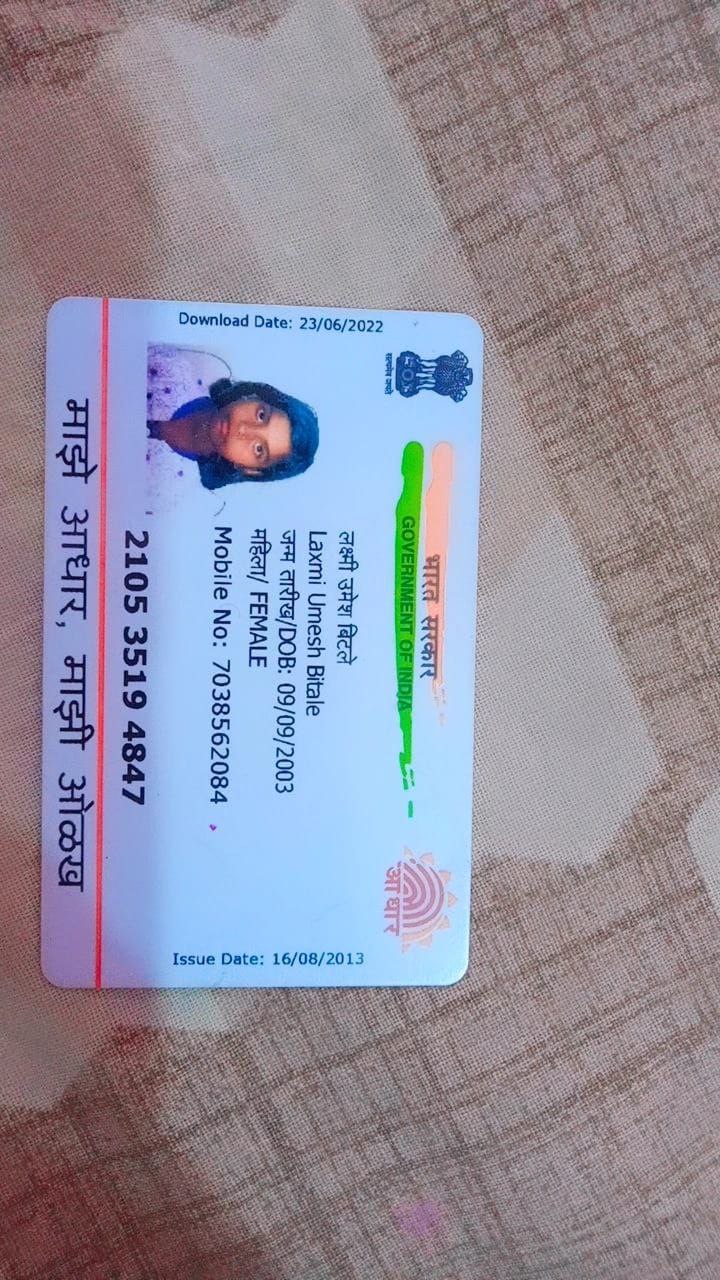 Download Date: 23/06/2022
सत्यमेव जयते
भारत सरकार
GOVERNMENT OF INDIA
लक्ष्मी उमेश बिटले
Laxmi Umesh Bitale
जन्म तारीख/DOB: 09/09/2003
महिला/ FEMALE
Mobile No: 7038562084
2105 3519 4847
आधार
Issue Date: 16/08/2013
माझे आधार, माझी ओळख